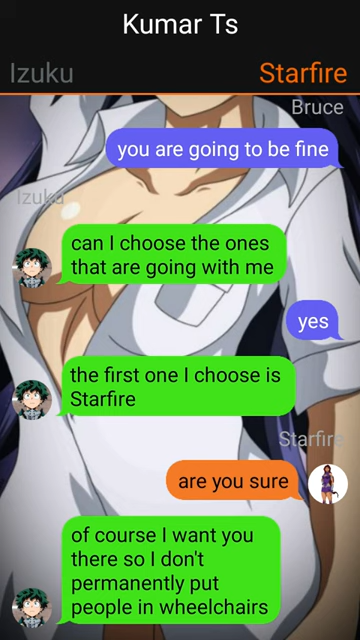 Kumar Ts
Izuku
Starfire
Bruce
you are going to be fine
Izuku
can I choose the ones
that are going with me
yes
the first one I choose is
Starfire
Starfire
are you sure
of course I want you
there so I don't
permanently put
people in wheelchairs